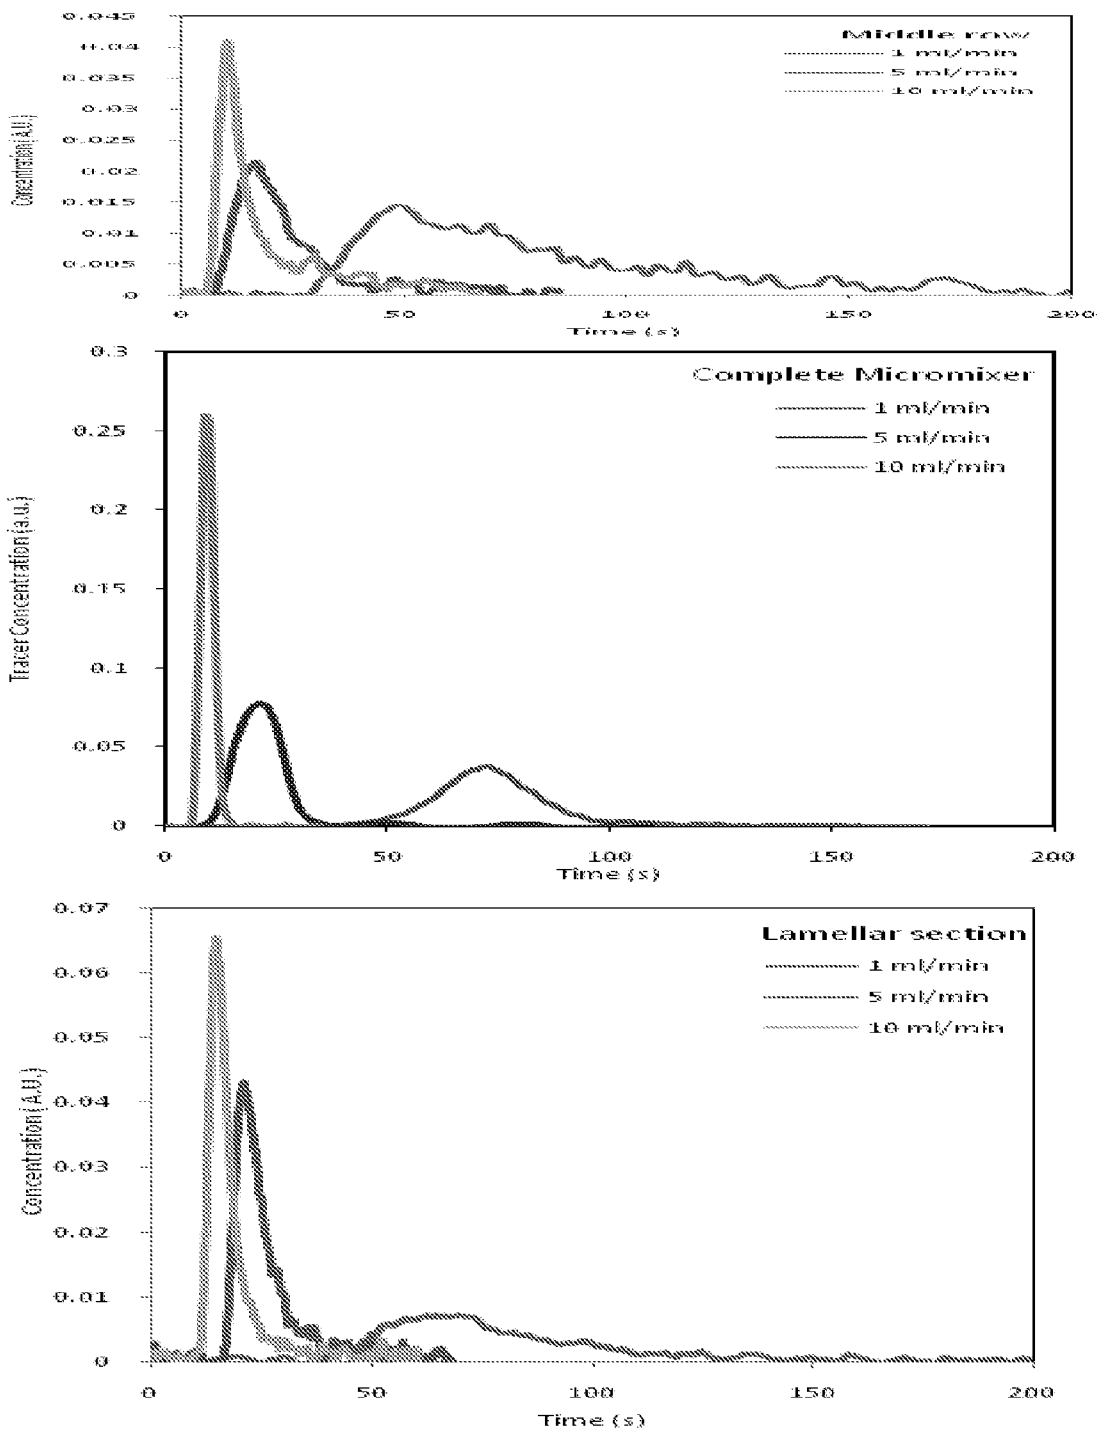 0.045
0.04
0.035
0.03
0.025
0.02
0.015
0.01
0.005
0
Concentration (A.U.)
Middle row
1 ml/min
5 ml/min
10 ml/min
0 50 100 150 200
Time (s)
0.3
0.25
0.2
0.15
0.1
0.05
0
Tracer Concentration (a.u.)
Complete Micromixer
1 ml/min
5 ml/min
10 ml/min
0 50 100 150 200
Time (s)
0.07
0.06
0.05
0.04
0.03
0.02
0.01
0
Concentration (A.U.)
Lamellar section
1 ml/min
5 ml/min
10 ml/min
0 50 100 150 200
Time (s)